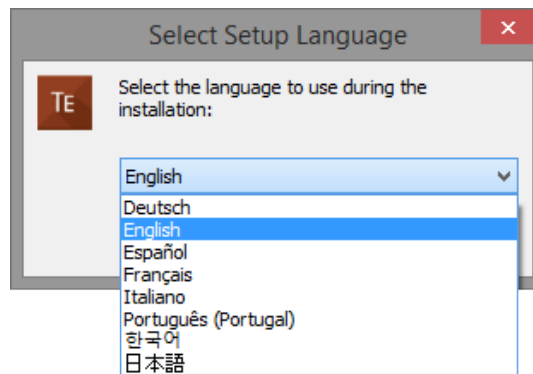 Select Setup Language
TE
Select the language to use during the
installation:
English
Deutsch
English
Español
Français
Italiano
Português (Portugal)
한국어
日本語